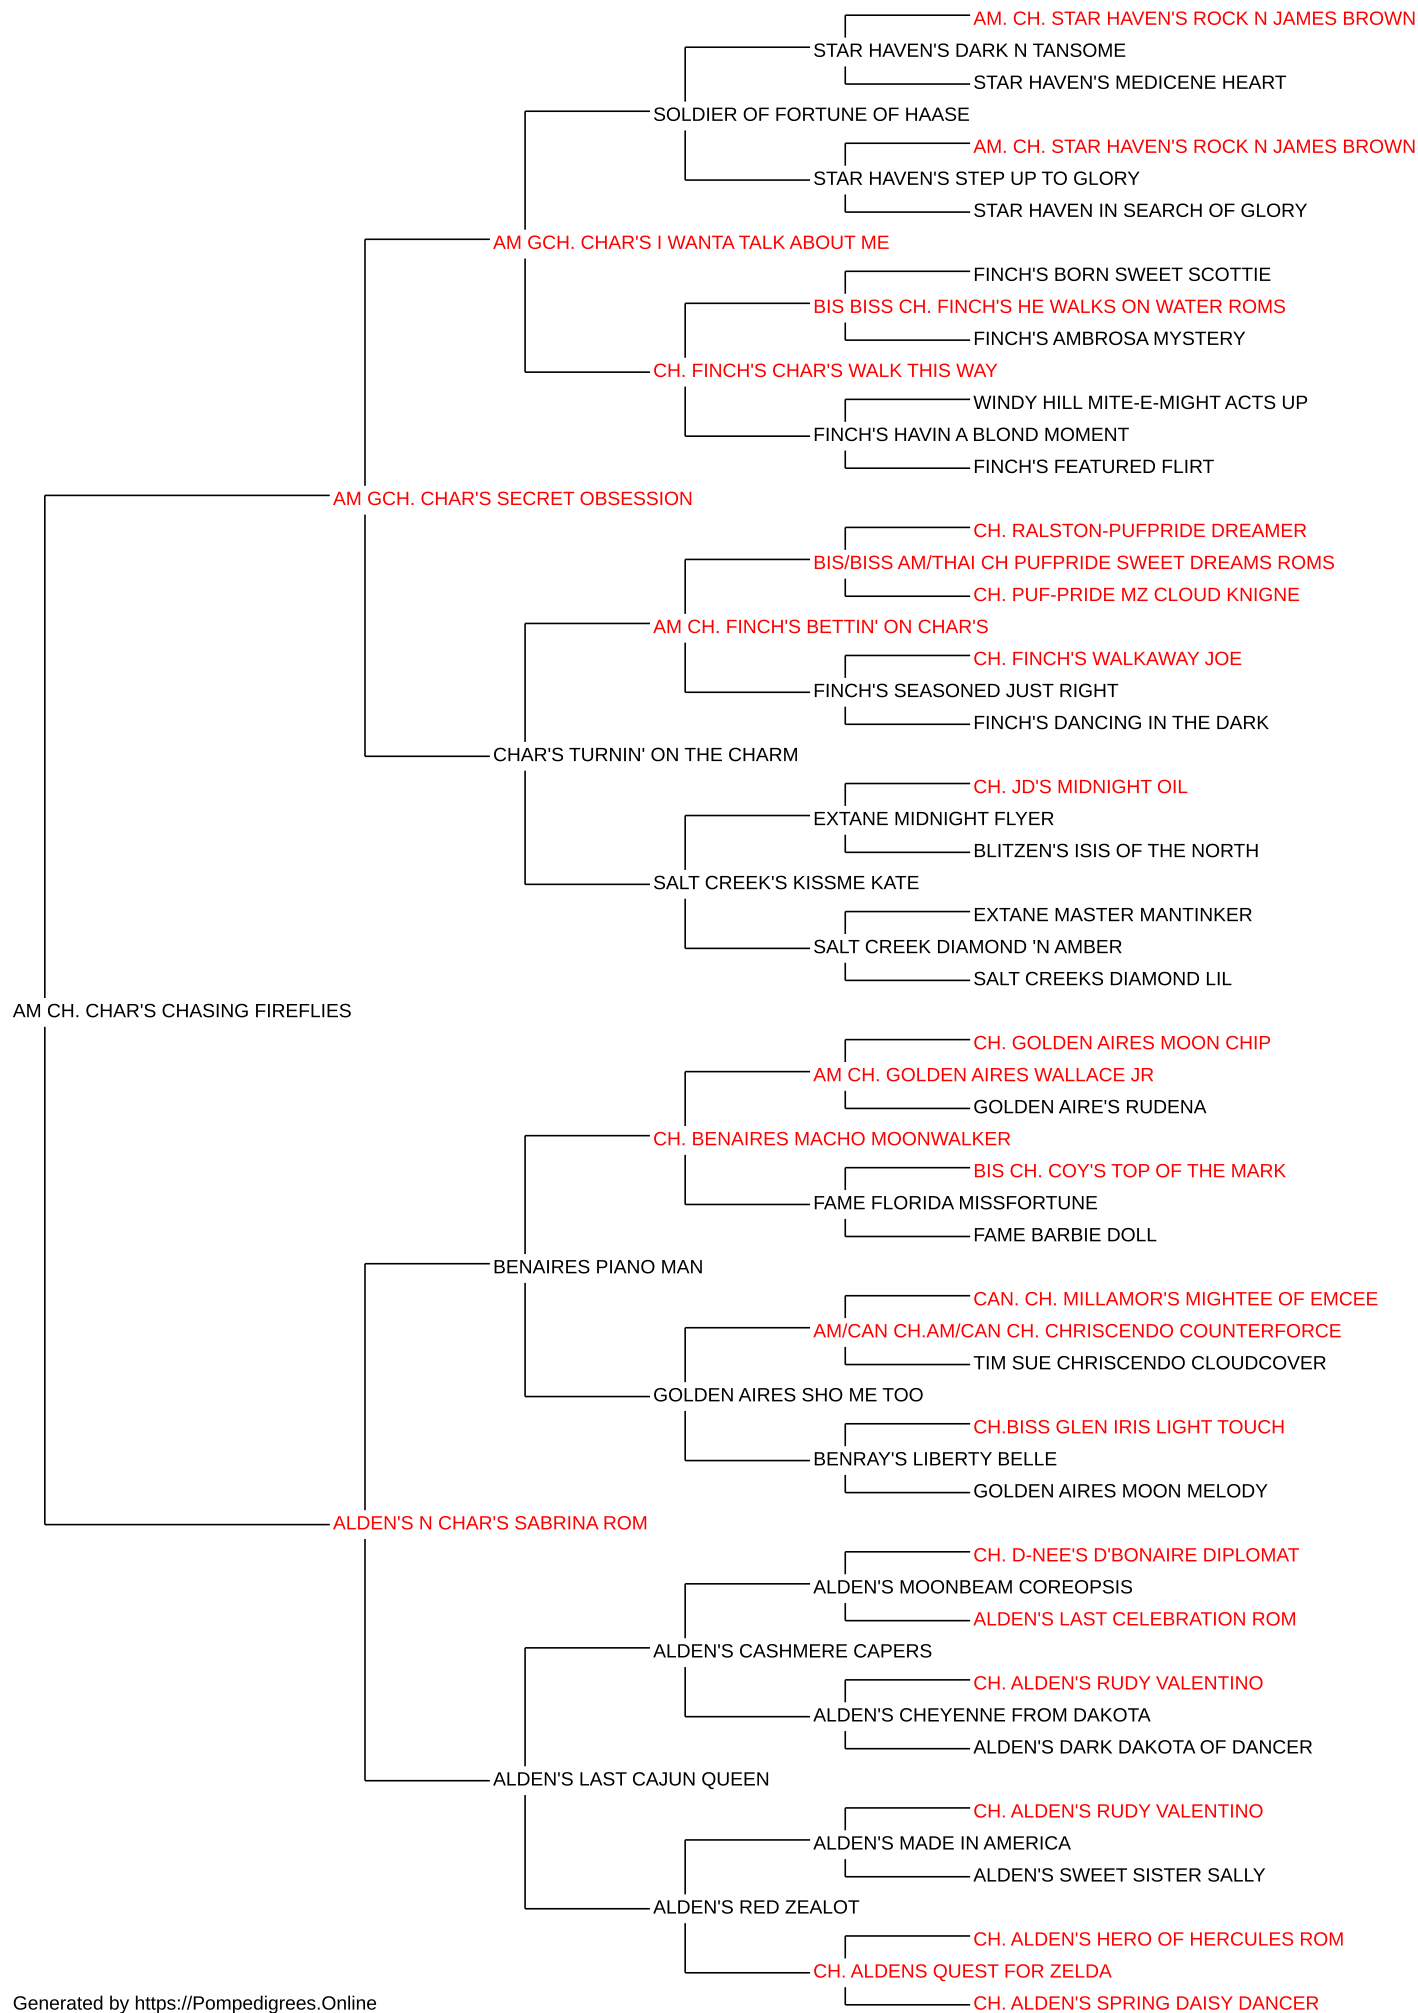 AM. CH. STAR HAVEN'S ROCK N JAMES BROWN
STAR HAVEN'S DARK N TANSOME
STAR HAVEN'S MEDICENE HEART
SOLDIER OF FORTUNE OF HAASE
AM. CH. STAR HAVEN'S ROCK N JAMES BROWN
STAR HAVEN'S STEP UP TO GLORY
STAR HAVEN IN SEARCH OF GLORY
AM GCH. CHAR'S I WANTA TALK ABOUT ME
FINCH'S BORN SWEET SCOTTIE
BIS BISS CH. FINCH'S HE WALKS ON WATER ROMS
FINCH'S AMBROSA MYSTERY
CH. FINCH'S CHAR'S WALK THIS WAY
WINDY HILL MITE-E-MIGHT ACTS UP
FINCH'S HAVIN A BLOND MOMENT
FINCH'S FEATURED FLIRT
AM GCH. CHAR'S SECRET OBSESSION
CH. RALSTON-PUFPRIDE DREAMER
BIS/BISS AM/THAI CH PUFPRIDE SWEET DREAMS ROMS
CH. PUF-PRIDE MZ CLOUD KNIGNE
AM CH. FINCH'S BETTIN' ON CHAR'S
CH. FINCH'S WALKAWAY JOE
FINCH'S SEASONED JUST RIGHT
FINCH'S DANCING IN THE DARK
CHAR'S TURNIN' ON THE CHARM
CH. JD'S MIDNIGHT OIL
EXTANE MIDNIGHT FLYER
BLITZEN'S ISIS OF THE NORTH
SALT CREEK'S KISSME KATE
EXTANE MASTER MANTINKER
SALT CREEK DIAMOND 'N AMBER
SALT CREEKS DIAMOND LIL
AM CH. CHAR'S CHASING FIREFLIES
CH. GOLDEN AIRES MOON CHIP
AM CH. GOLDEN AIRES WALLACE JR
GOLDEN AIRE'S RUDENA
CH. BENAIRES MACHO MOONWALKER
BIS CH. COY'S TOP OF THE MARK
FAME FLORIDA MISSFORTUNE
FAME BARBIE DOLL
BENAIRES PIANO MAN
CAN. CH. MILLAMOR'S MIGHTEE OF EMCEE
AM/CAN CH.AM/CAN CH. CHRISCENDO COUNTERFORCE
TIM SUE CHRISCENDO CLOUDCOVER
GOLDEN AIRES SHO ME TOO
CH.BISS GLEN IRIS LIGHT TOUCH
BENRAY'S LIBERTY BELLE
GOLDEN AIRES MOON MELODY
ALDEN'S N CHAR'S SABRINA ROM
CH. D-NEE'S D'BONAIRE DIPLOMAT
ALDEN'S MOONBEAM COREOPSIS
ALDEN'S LAST CELEBRATION ROM
ALDEN'S CASHMERE CAPERS
CH. ALDEN'S RUDY VALENTINO
ALDEN'S CHEYENNE FROM DAKOTA
ALDEN'S DARK DAKOTA OF DANCER
ALDEN'S LAST CAJUN QUEEN
CH. ALDEN'S RUDY VALENTINO
ALDEN'S MADE IN AMERICA
ALDEN'S SWEET SISTER SALLY
ALDEN'S RED ZEALOT
CH. ALDEN'S HERO OF HERCULES ROM
CH. ALDENS QUEST FOR ZELDA
CH. ALDEN'S SPRING DAISY DANCER
Generated by https://Pompedigrees.Online